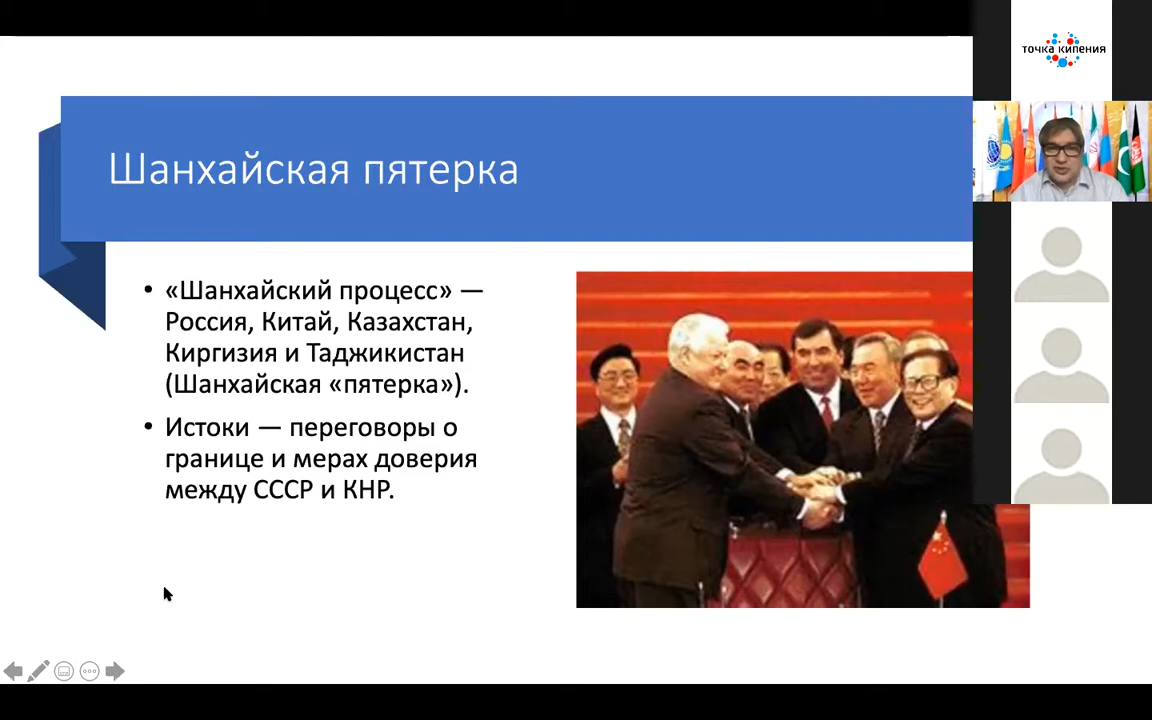 точка кипения
Шанхайская пятерка
• «Шанхайский процесс» —
Россия, Китай, Казахстан,
Киргизия и Таджикистан
(Шанхайская «пятерка»).
• Истоки — переговоры о
границе и мерах доверия
между СССР и КНР.